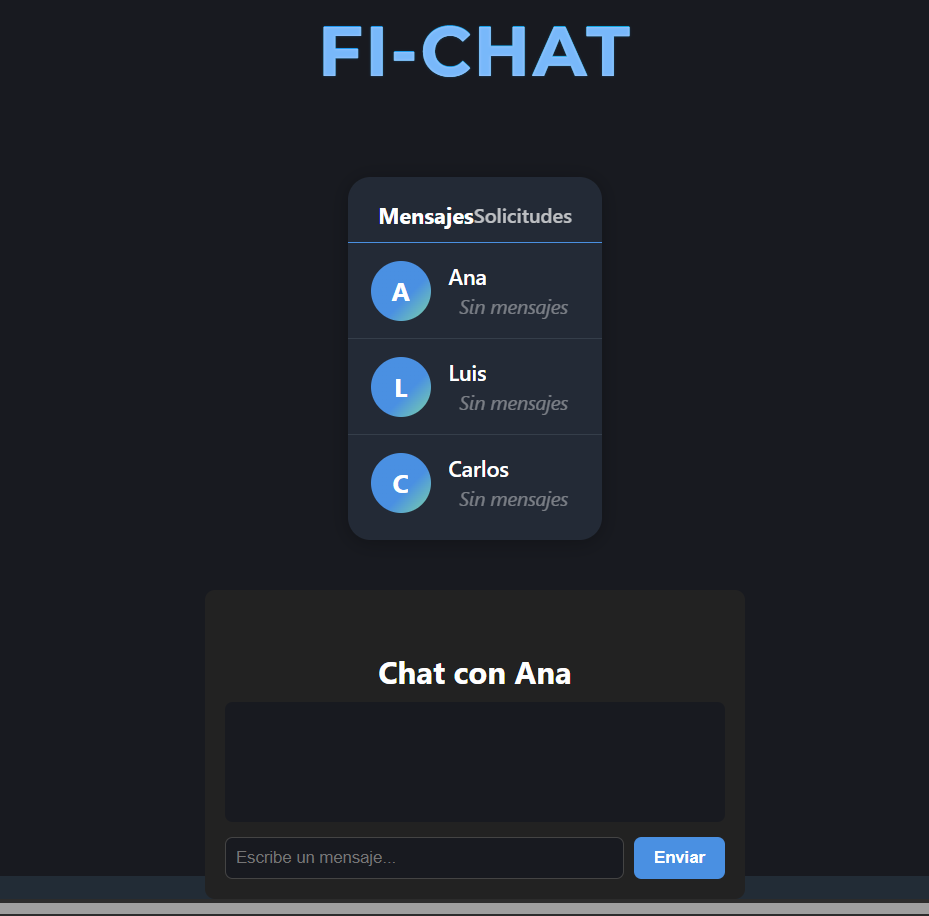 FI-CHAT
Mensajes Solicitudes
A
Ana
Sin mensajes
L
Luis
Sin mensajes
C
Carlos
Sin mensajes
Chat con Ana
Escribe un mensaje...
Enviar